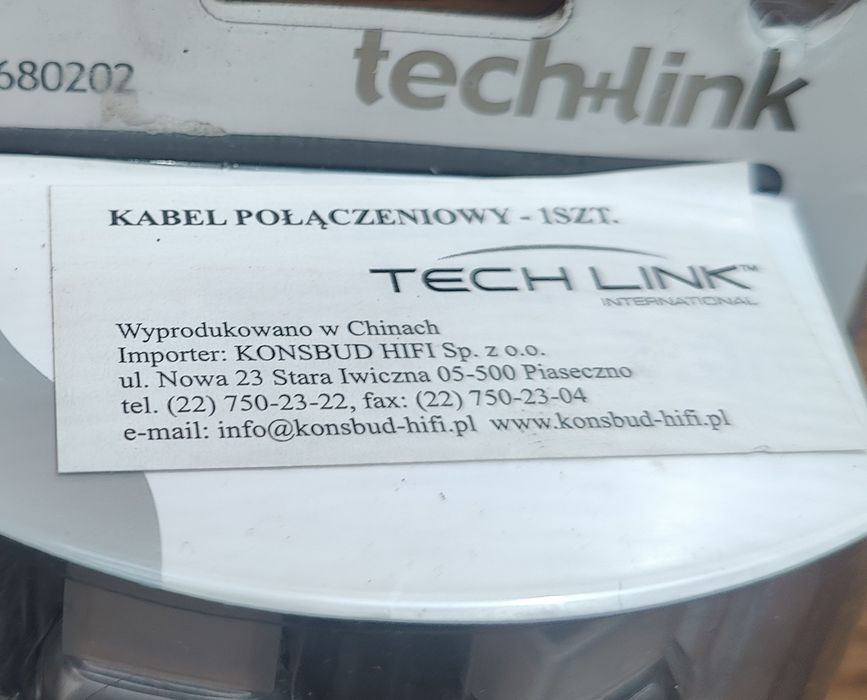 680202
tech+link
KABEL POŁĄCZENIOWY - 1SZT.
TECH LINK™
INTERNATIONAL
Wyprodukowano w Chinach
Importer: KONSBUD HIFI Sp. z o.o.
ul. Nowa 23 Stara Iwiczna 05-500 Piaseczno
tel. (22) 750-23-22, fax: (22) 750-23-04
e-mail: info@konsbud-hifi.pl www.konsbud-hifi.pl